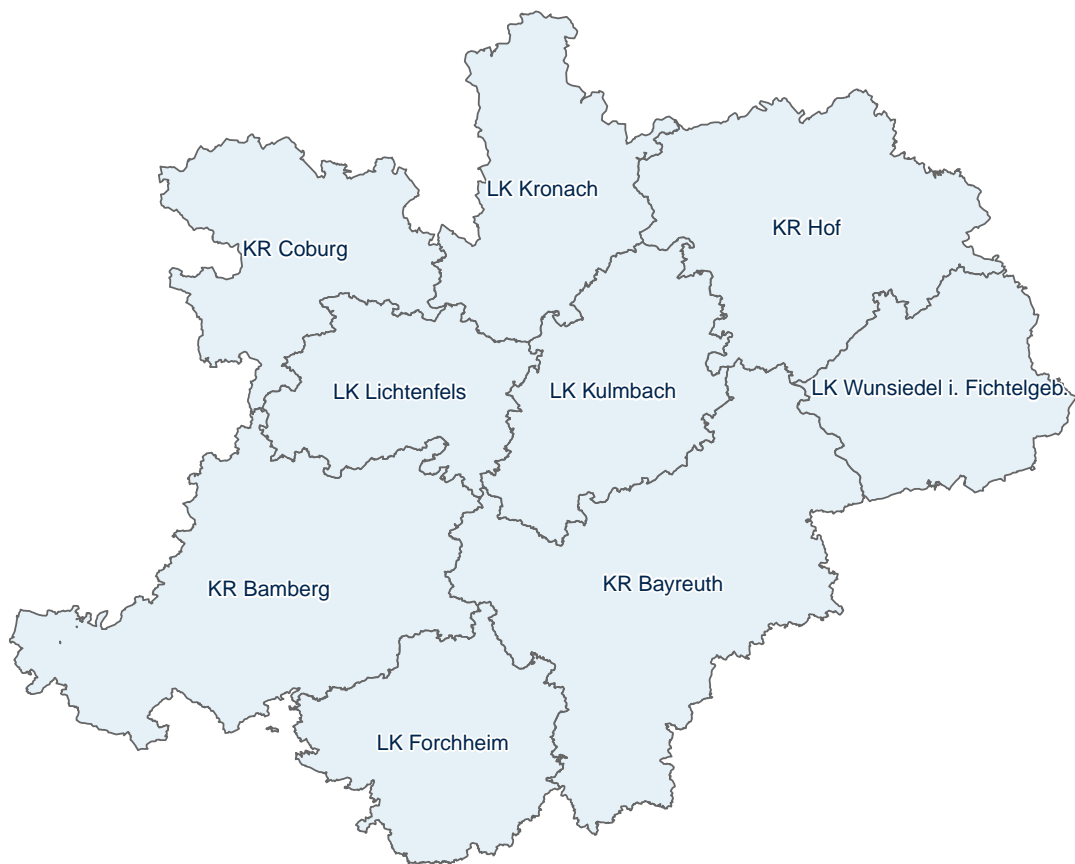 LK Kronach
KR Hof
KR Coburg
LK Lichtenfels
LK Kulmbach
LK Wunsiedel i. Fichtelgeb.
KR Bamberg
KR Bayreuth
LK Forchheim